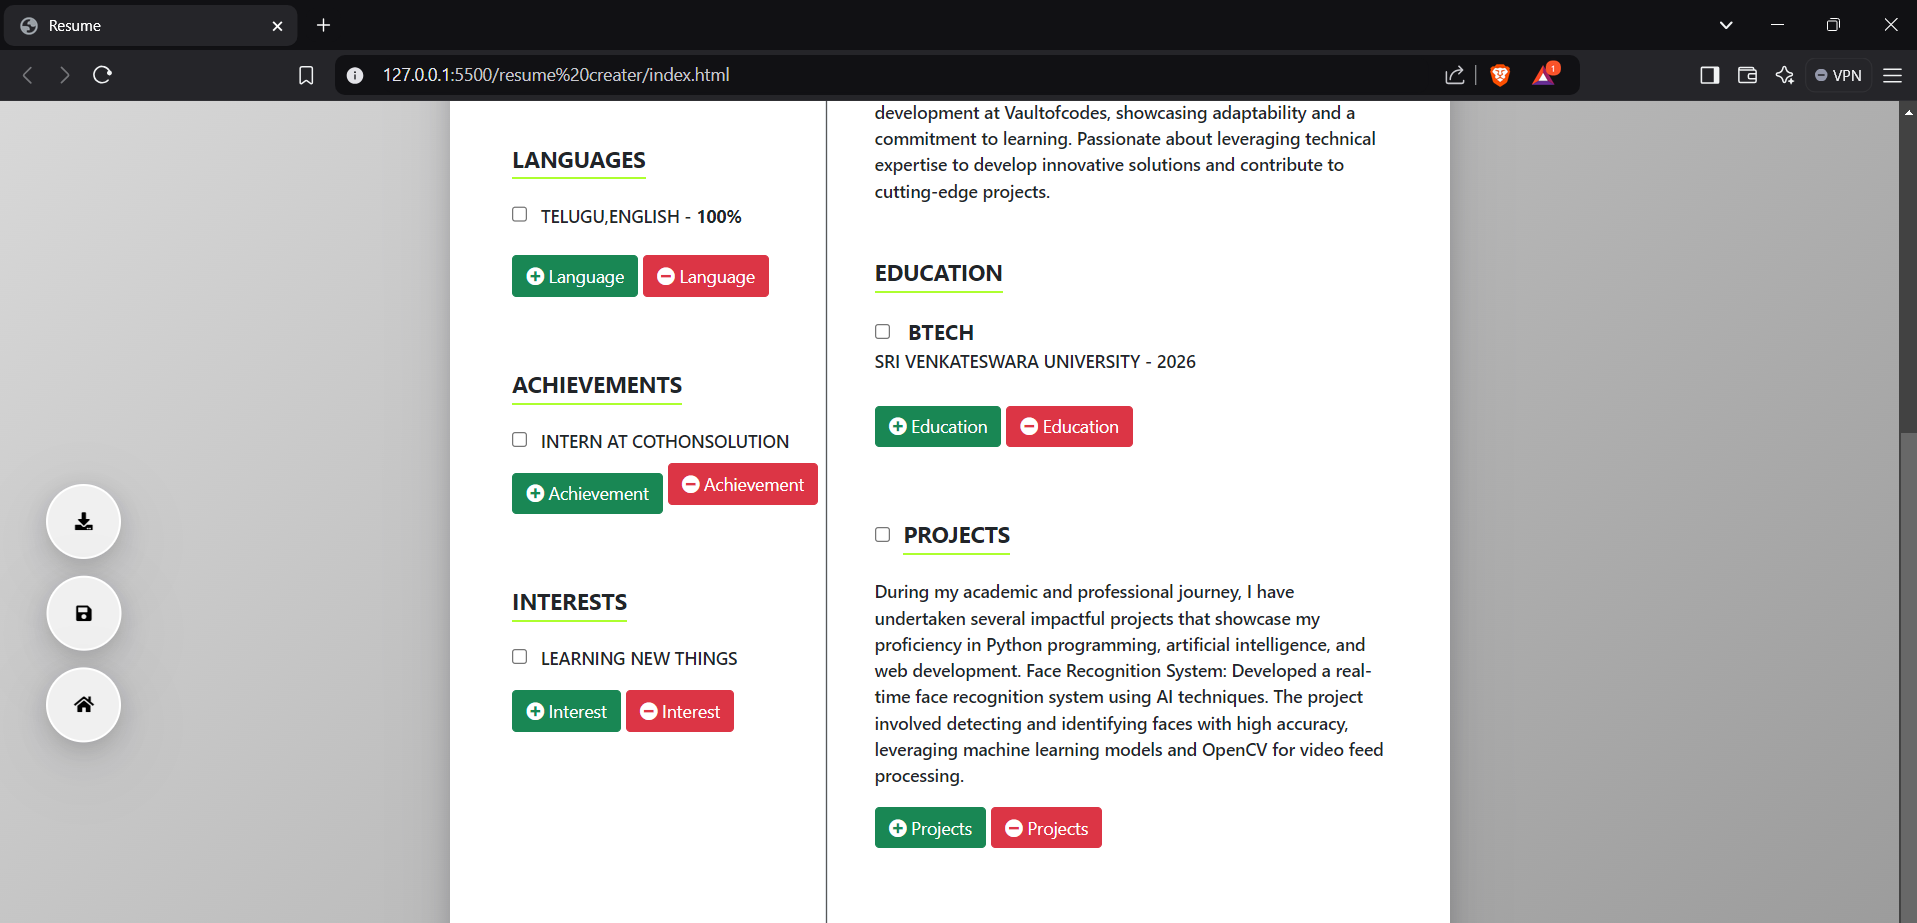 Resume
127.0.0.1:5500/resume%20creater/index.html
1
VPN
LANGUAGES
TELUGU,ENGLISH - 100%
Language
Language
ACHIEVEMENTS
INTERN AT COTHONSOLUTION
Achievement
Achievement
INTERESTS
LEARNING NEW THINGS
Interest
Interest
development at Vaultofcodes, showcasing adaptability and a
commitment to learning. Passionate about leveraging technical
expertise to develop innovative solutions and contribute to
cutting-edge projects.
EDUCATION
BTECH
SRI VENKATESWARA UNIVERSITY - 2026
Education
Education
PROJECTS
During my academic and professional journey, I have
undertaken several impactful projects that showcase my
proficiency in Python programming, artificial intelligence, and
web development. Face Recognition System: Developed a real-
time face recognition system using AI techniques. The project
involved detecting and identifying faces with high accuracy,
leveraging machine learning models and OpenCV for video feed
processing.
Projects
Projects